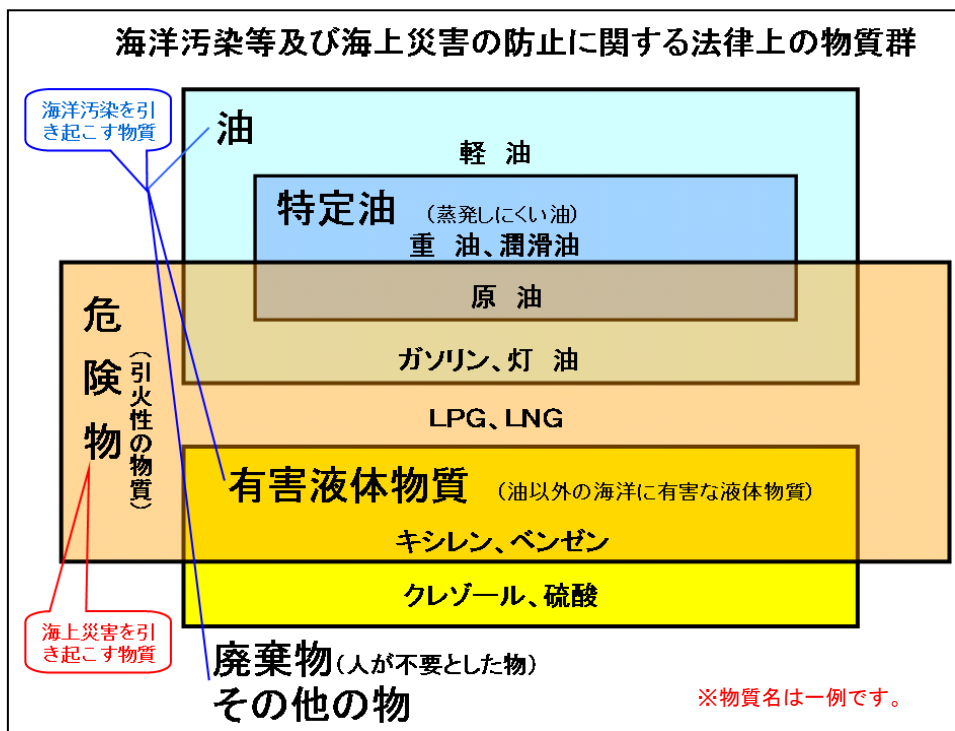 海洋汚染等及び海上災害の防止に関する法律上の物質群
海洋汚染を引
き起こす物質
油
軽 油
特定油 (蒸発しにくい油)
重 油、潤滑油
原 油
危険物
(引火性の物質)
ガソリン、灯 油
LPG、LNG
有害液体物質 (油以外の海洋に有害な液体物質)
キシレン、ベンゼン
クレゾール、硫酸
海上災害を引
き起こす物質
廃棄物(人が不要とした物)
その他の物
※物質名は一例です。